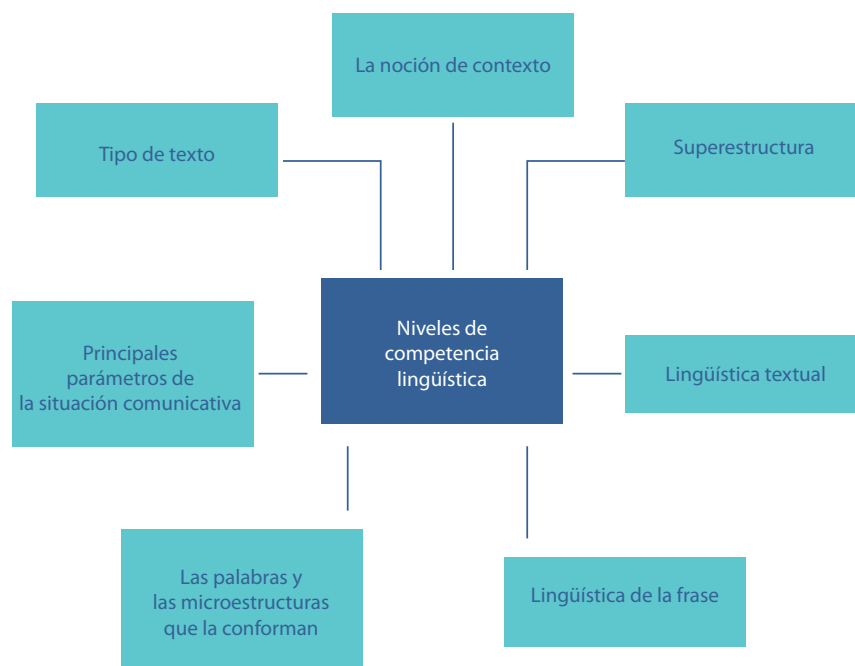 La noción de contexto
Tipo de texto
Superestructura
Niveles de
competencia
lingüística
Principales
parámetros de
la situación comunicativa
Lingüística textual
Las palabras y
las microestructuras
que la conforman
Lingüística de la frase